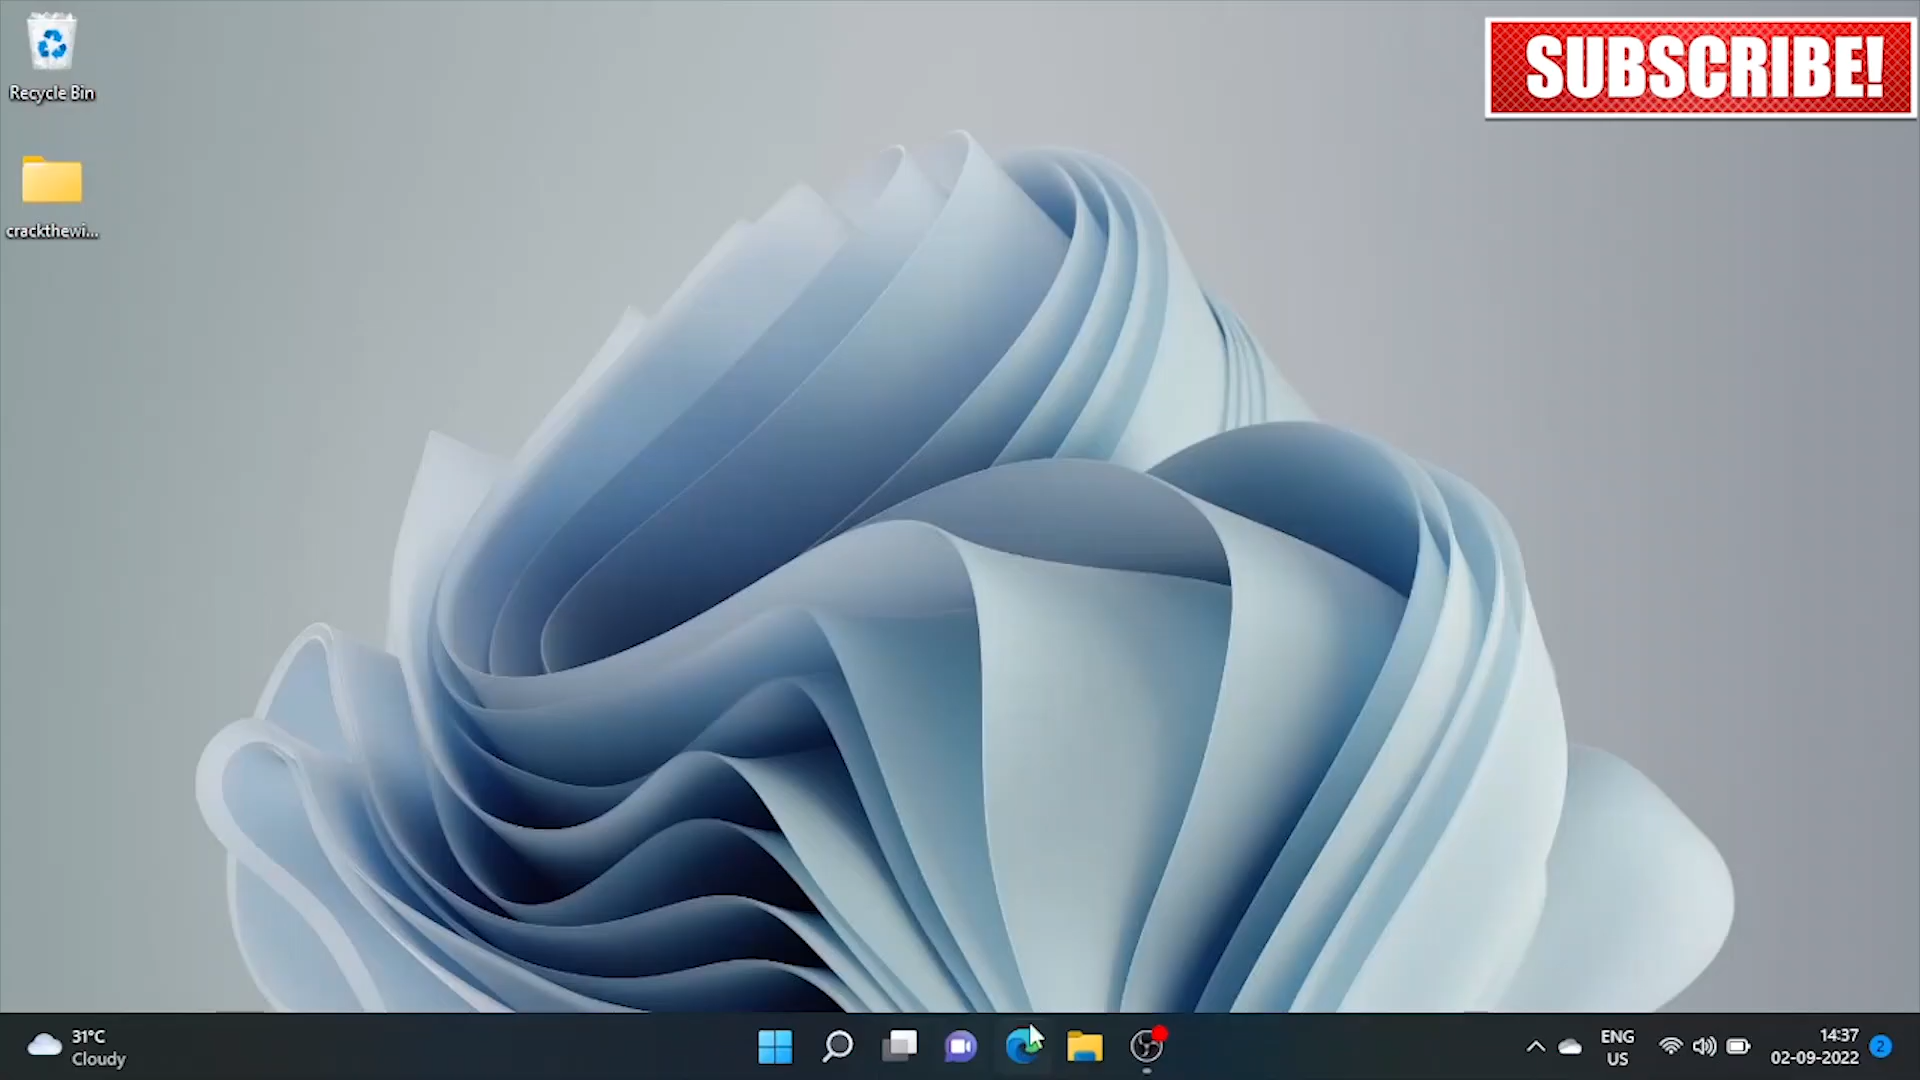 Recycle Bin
SUBSCRIBE!
crackthewi...
31°C
Cloudy
ENG
US
14:37
02-09-2022
2